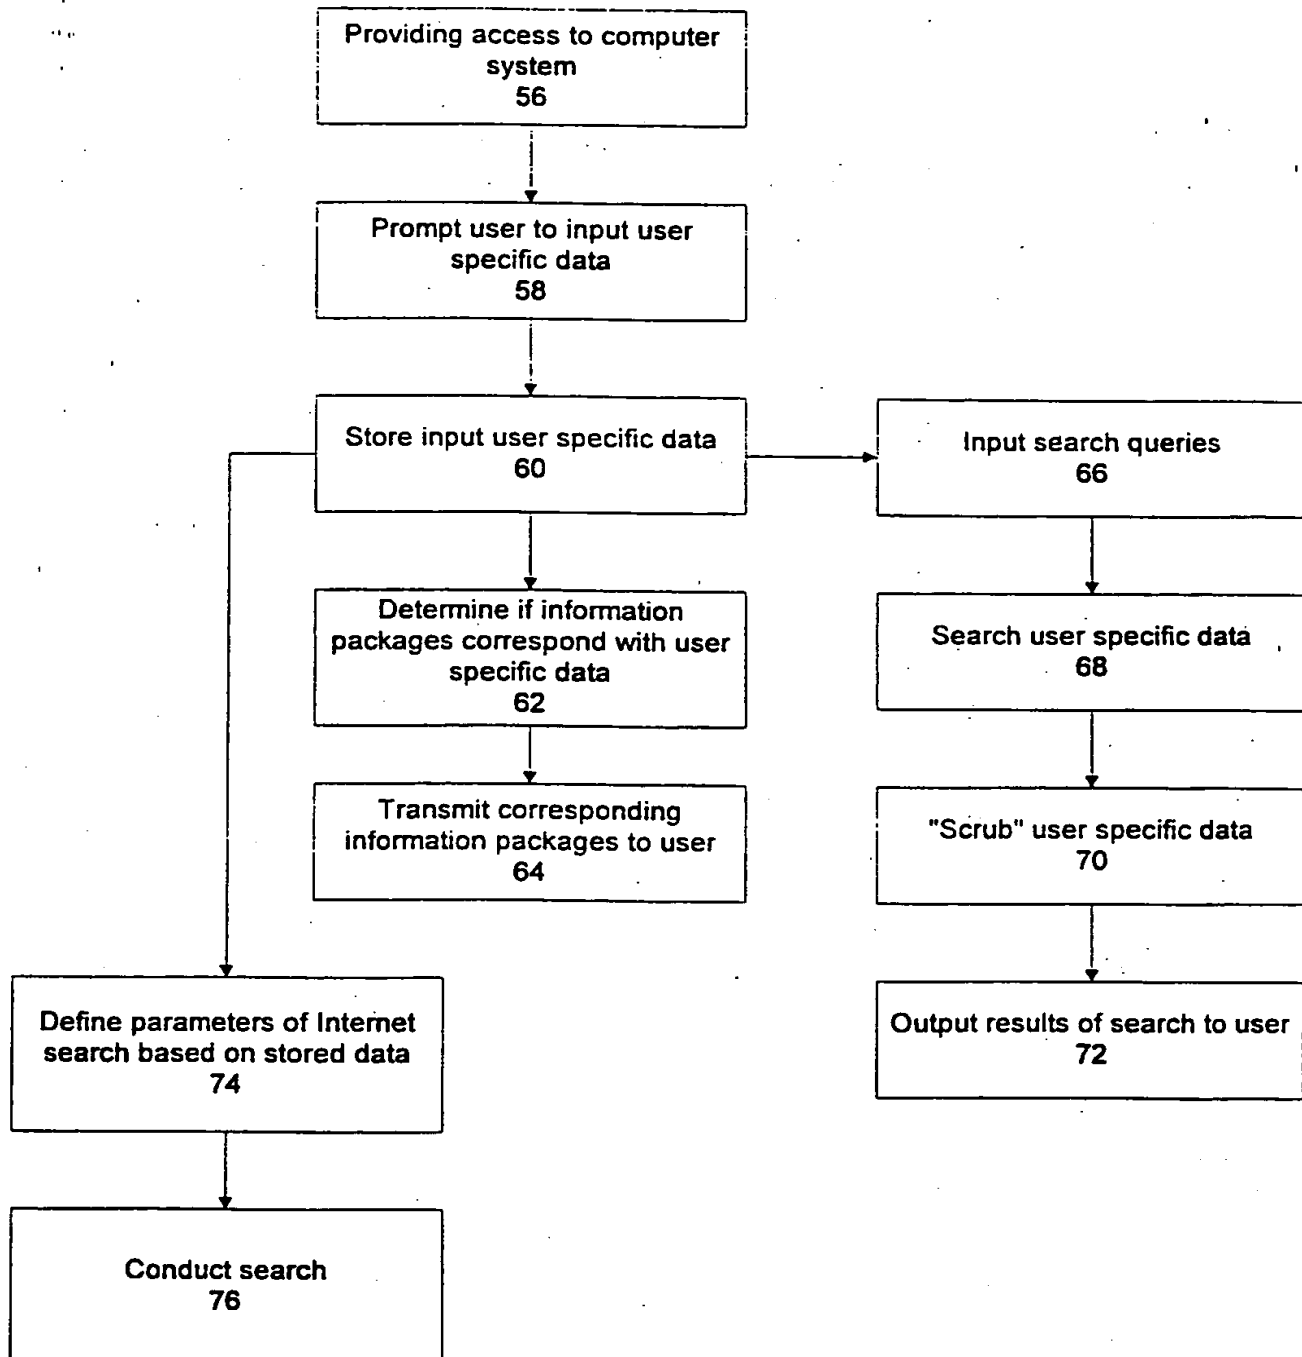 Providing access to computer
system
56
Prompt user to input user
specific data
58
Store input user specific data
60
Input search queries
66
Determine if information
packages correspond with user
specific data
62
Search user specific data
68
Transmit corresponding
information packages to user
64
"Scrub" user specific data
70
Define parameters of Internet
search based on stored data
74
Output results of search to user
72
Conduct search
76